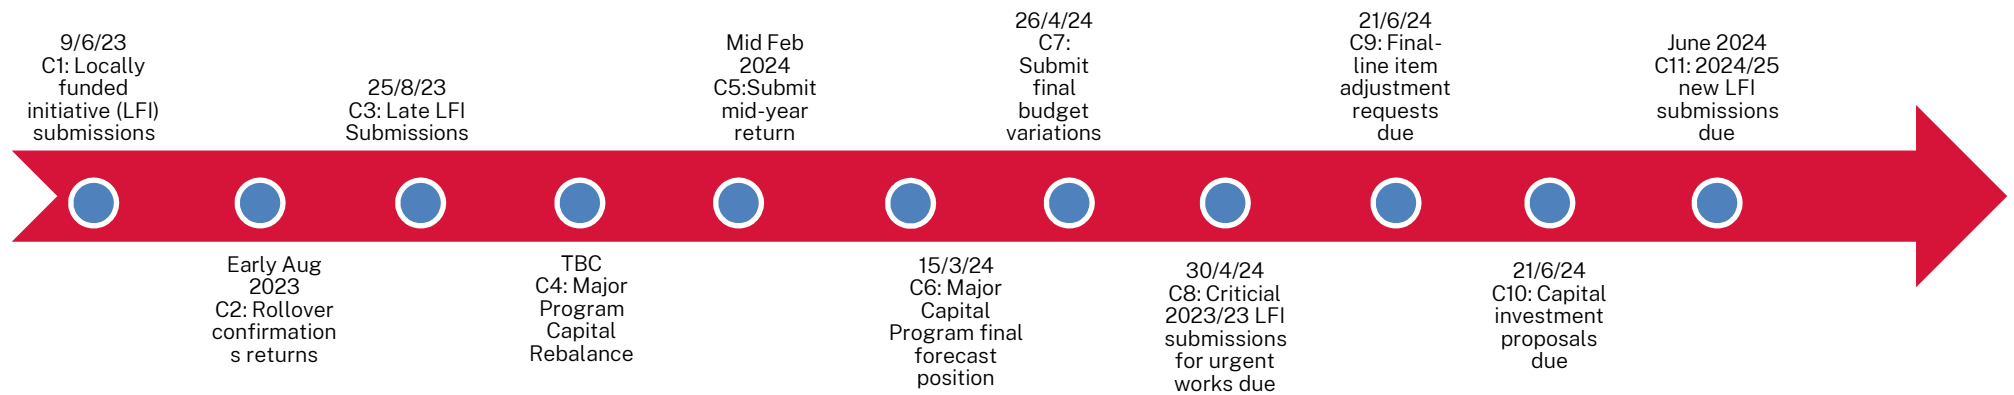 9/6/23
C1: Locally
funded
initiative (LFI)
submissions
Early Aug
2023
C2: Rollover
confirmation
s returns
25/8/23
C3: Late LFI
Submissions
TBC
C4: Major
Program
Capital
Rebalance
Mid Feb
2024
C5:Submit
mid-year
return
15/3/24
C6: Major
Capital
Program final
forecast
position
26/4/24
C7:
Submit
final
budget
variations
30/4/24
C8: Criticial
2023/23 LFI
submissions
for urgent
works due
21/6/24
C9: Final-
line item
adjustment
requests
due
21/6/24
C10: Capital
investment
proposals
due
June 2024
C11: 2024/25
new LFI
submissions
due